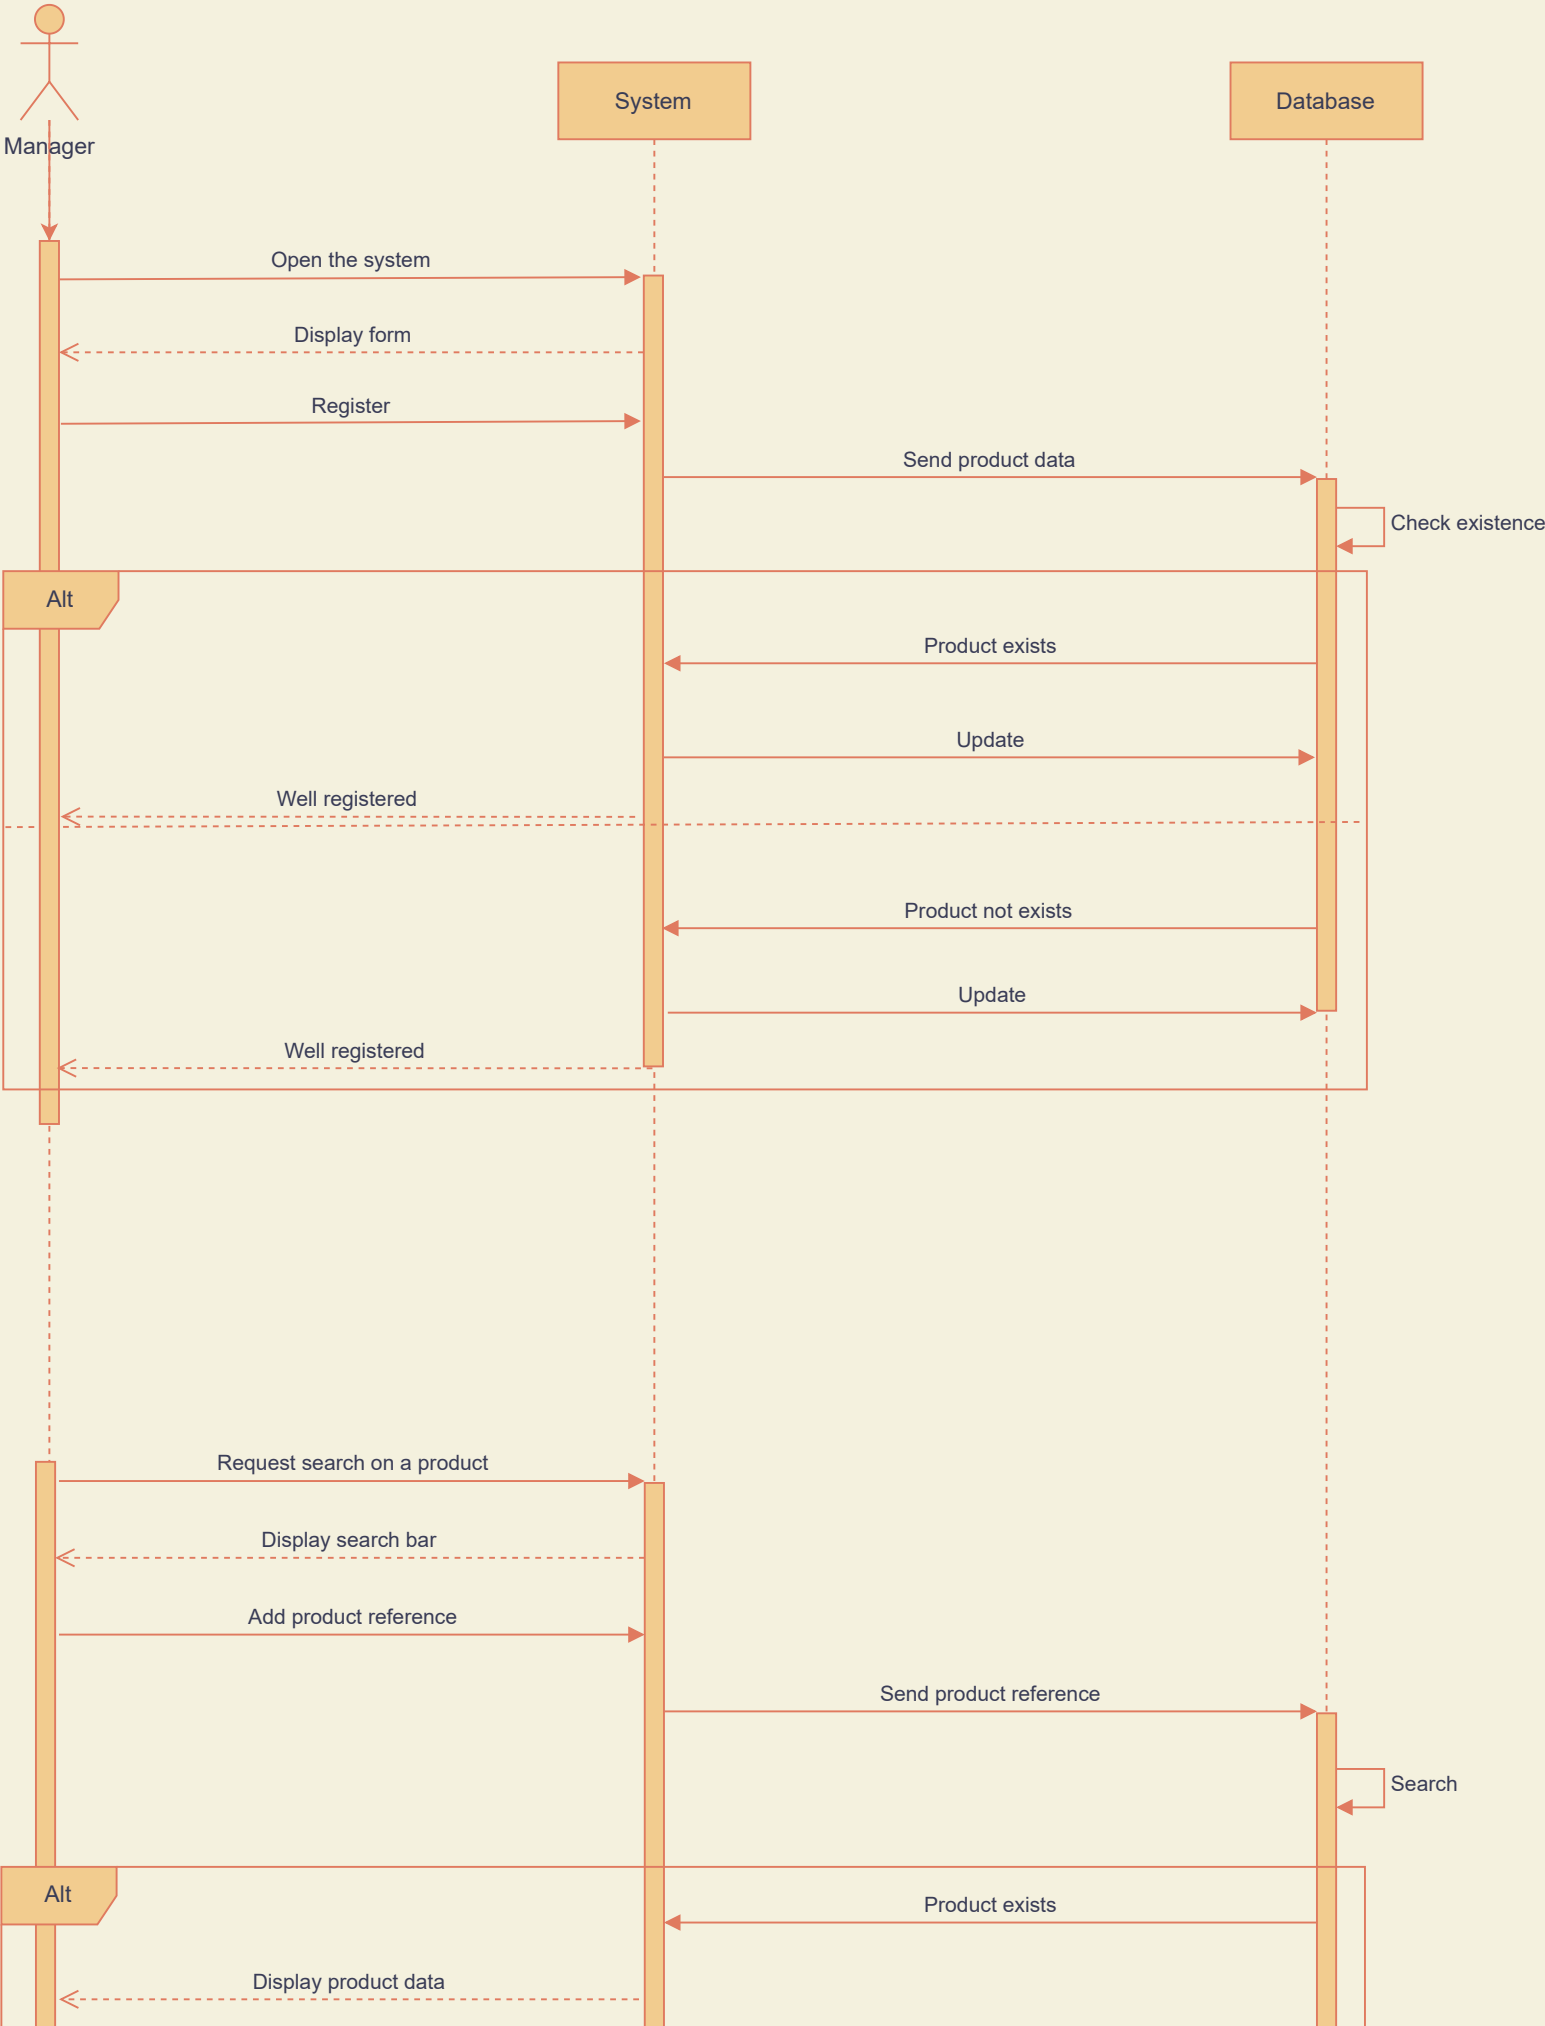 Manager
System
Database
Open the system
Display form
Register
Send product data
Check existence
Alt
Product exists
Update
Well registered
Product not exists
Update
Well registered
Request search on a product
Display search bar
Add product reference
Send product reference
Search
Alt
Product exists
Display product data